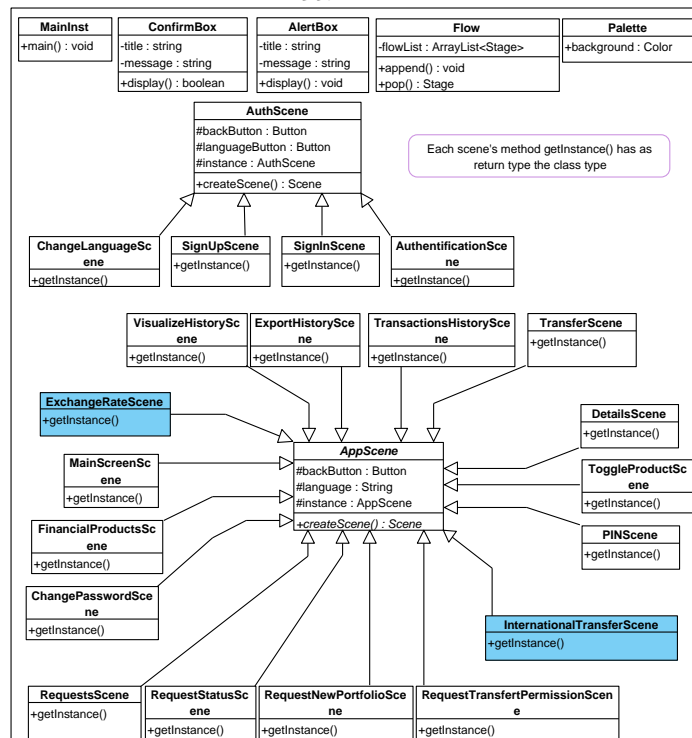 MainInst
+main() : void
ConfirmBox
-title : string
-message : string
+display() : boolean
AlertBox
-title : string
-message : string
+display() : void
Flow
-flowList : ArrayList<Stage>
+append() : void
+pop() : Stage
Palette
+background : Color
AuthScene
#backButton : Button
#languageButton : Button
#instance : AuthScene
+createScene() : Scene
Each scene's method getInstance() has as
return type the class type
ChangeLanguageSc
ene
+getInstance()
SignUpScene
+getInstance()
SignInScene
+getInstance()
AuthentificationSce
ne
+getInstance()
VisualizeHistorySc
ene
+getInstance()
ExportHistorySce
ne
+getInstance()
TransactionsHistorySce
ne
+getInstance()
TransferScene
+getInstance()
ExchangeRateScene
+getInstance()
AppScene
#backButton : Button
#language : String
#instance : AppScene
+createScene() : Scene
DetailsScene
+getInstance()
MainScreenSc
ene
+getInstance()
ToggleProductSc
ene
+getInstance()
FinancialProductsSc
ene
+getInstance()
PINScene
+getInstance()
ChangePasswordSce
ne
+getInstance()
InternationalTransferScene
+getInstance()
RequestsScene
+getInstance()
RequestStatusSc
ene
+getInstance()
RequestNewPortfolioSce
ne
+getInstance()
RequestTransfertPermissionScen
e
+getInstance()